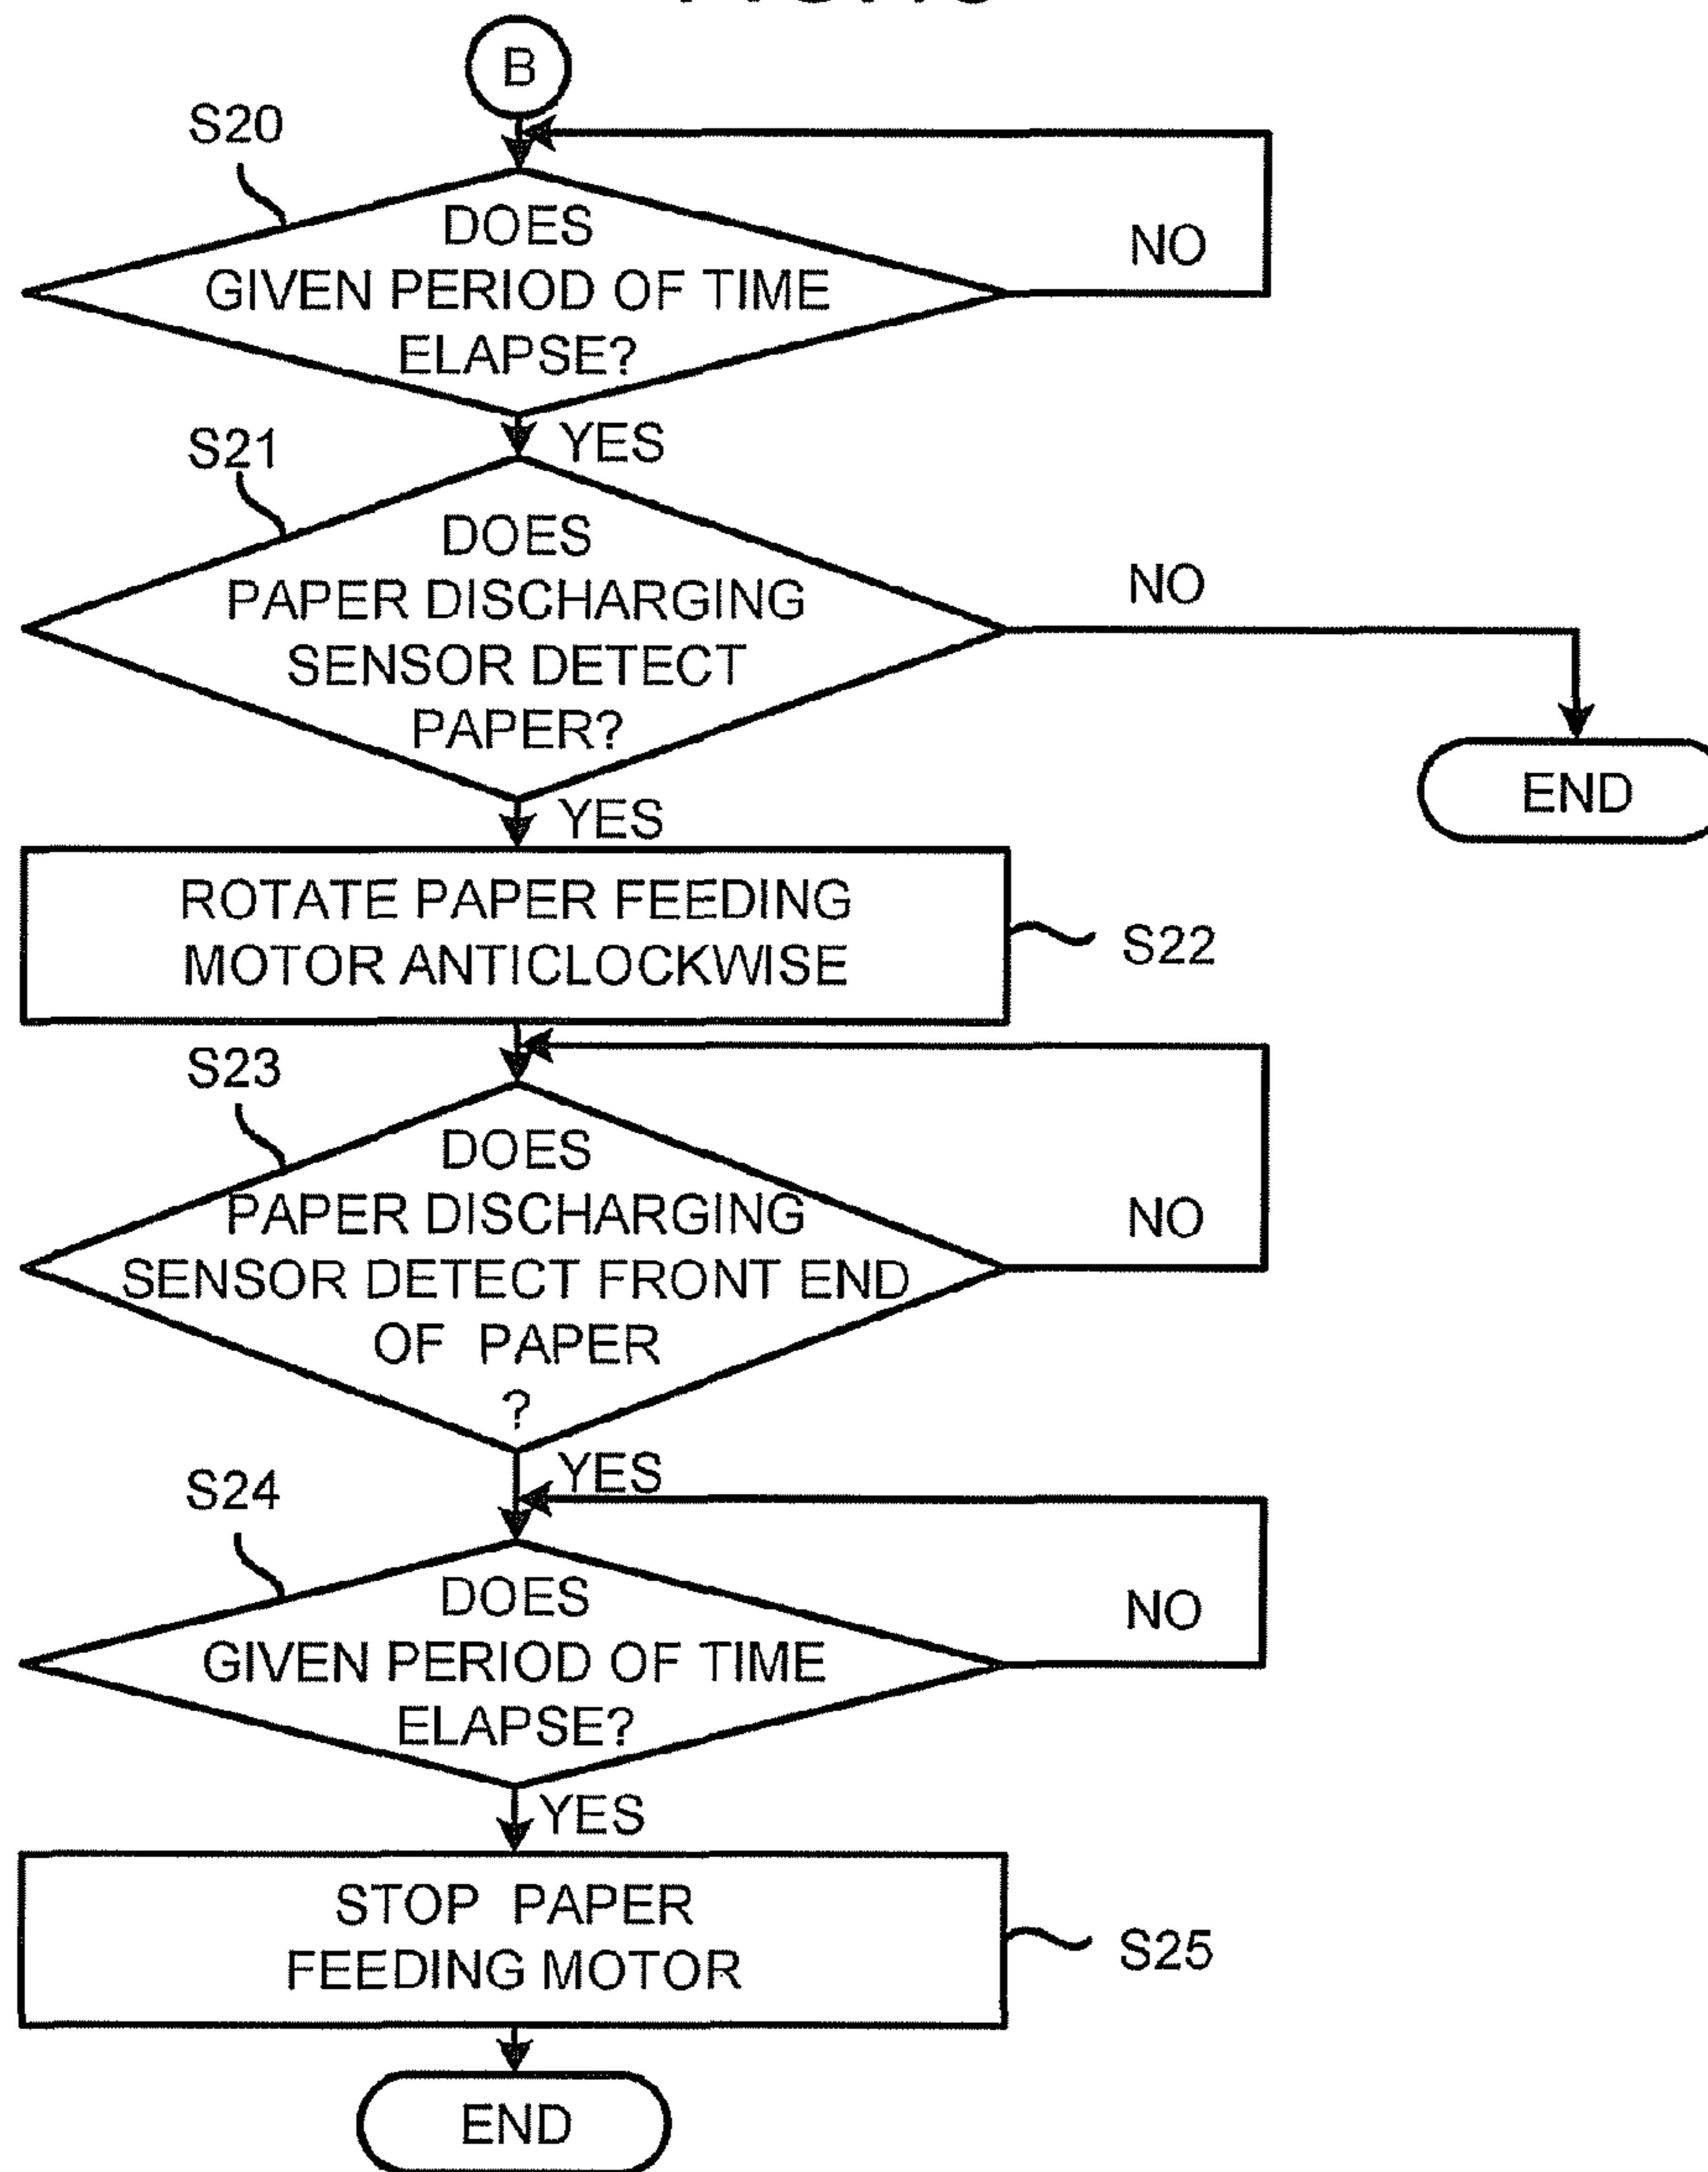 B
S20
DOES
GIVEN PERIOD OF TIME
ELAPSE?
NO
YES
S21
DOES
PAPER DISCHARGING
SENSOR DETECT
PAPER?
NO
END
YES
ROTATE PAPER FEEDING
MOTOR ANTICLOCKWISE
S22
S23
DOES
PAPER DISCHARGING
SENSOR DETECT FRONT END
OF PAPER
?
NO
YES
S24
DOES
GIVEN PERIOD OF TIME
ELAPSE?
NO
YES
STOP PAPER
FEEDING MOTOR
S25
END